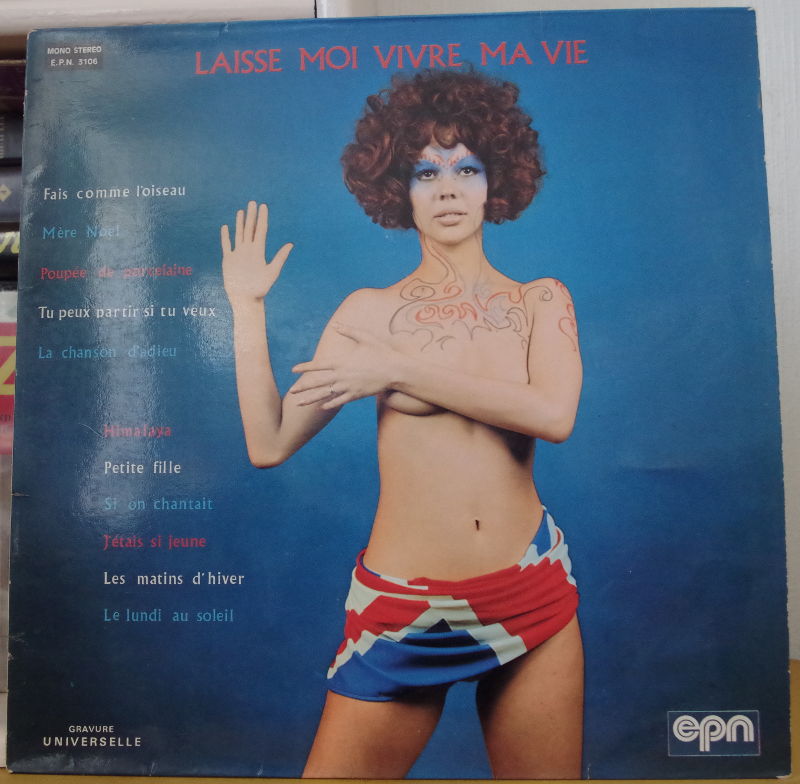 MONO STEREO
E.P.N. 3106
LAISSE MOI VIVRE MA VIE
Fais comme l'oiseau
Mère Noël
Poupée de porcelaine
Tu peux partir si tu veux
La chanson d'adieu
Himalaya
Petite fille
Si on chantait
J'étais si jeune
Les matins d'hiver
Le lundi au soleil
GRAVURE
UNIVERSELLE
epn